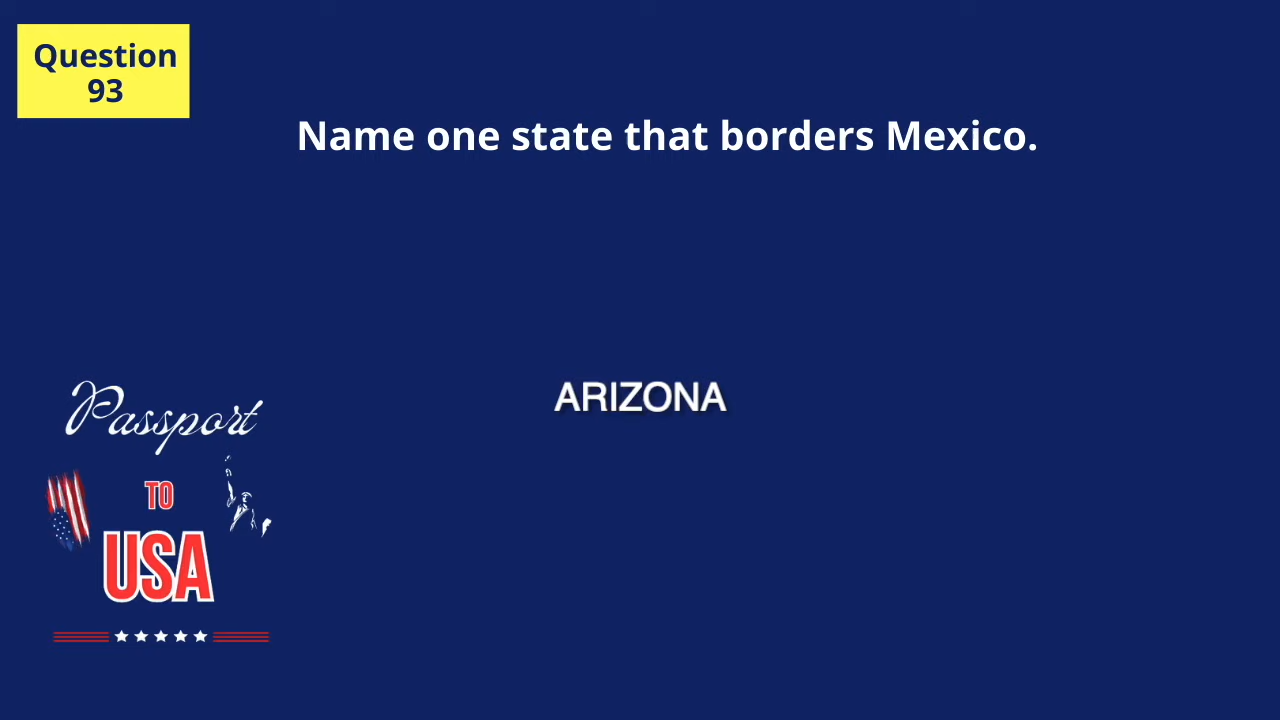 Question
93
Name one state that borders Mexico.
ARIZONA
Passport
TO
USA